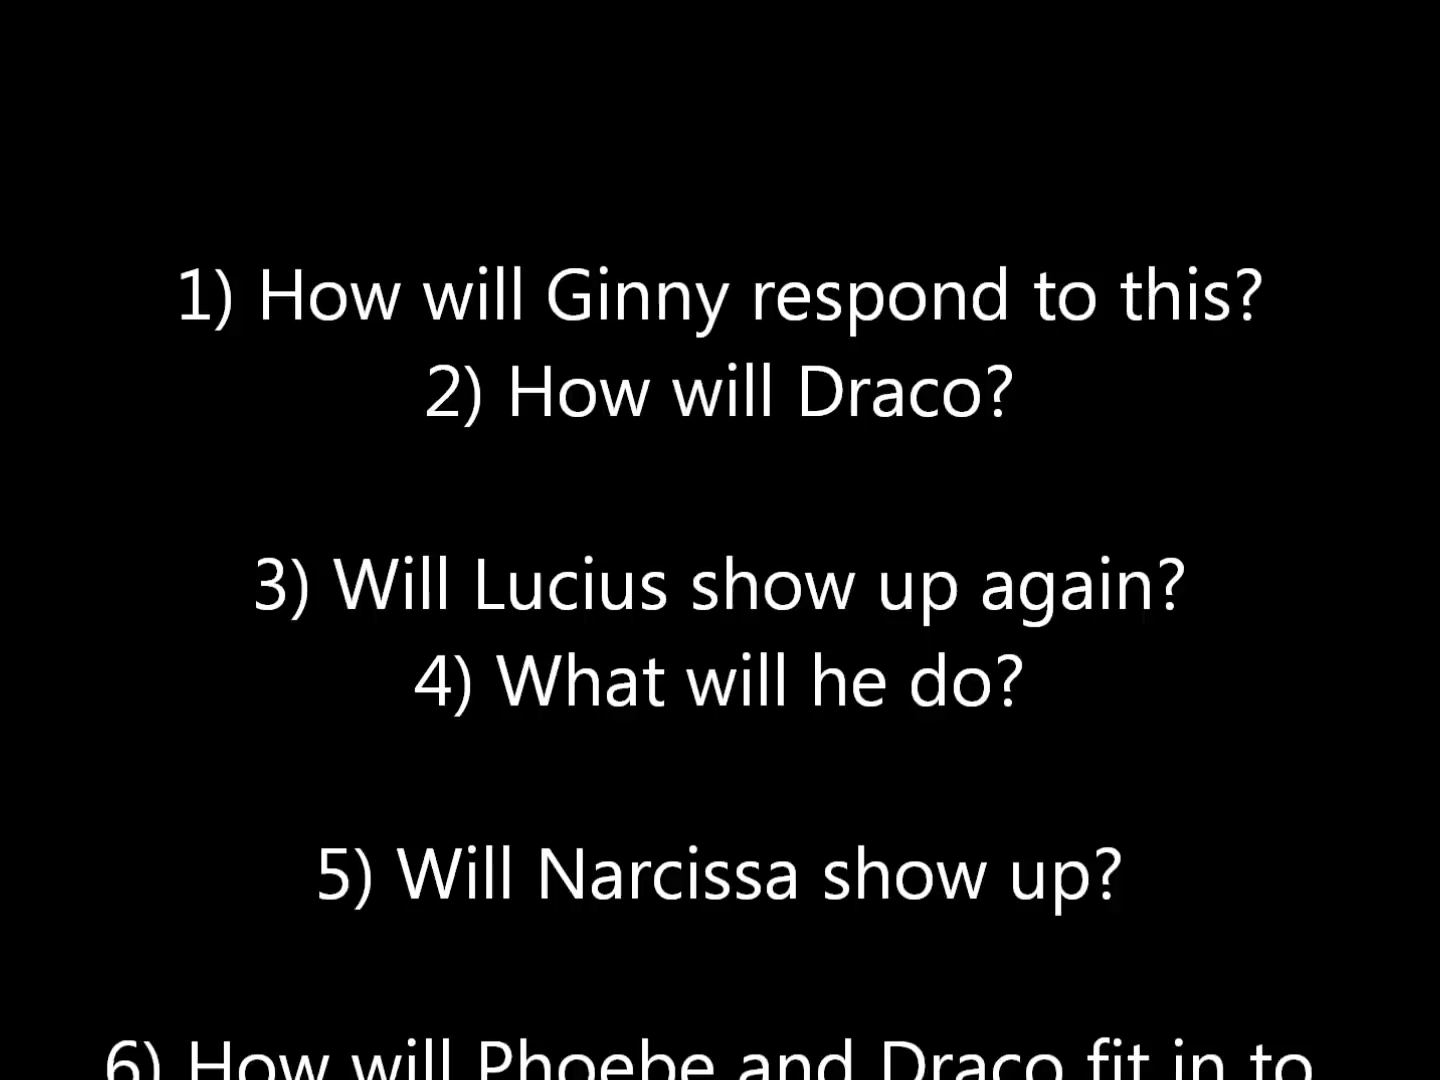 1) How will Ginny respond to this?
2) How will Draco?
3) Will Lucius show up again?
4) What will he do?
5) Will Narcissa show up?
6) How will Phoebe and Draco fit in to